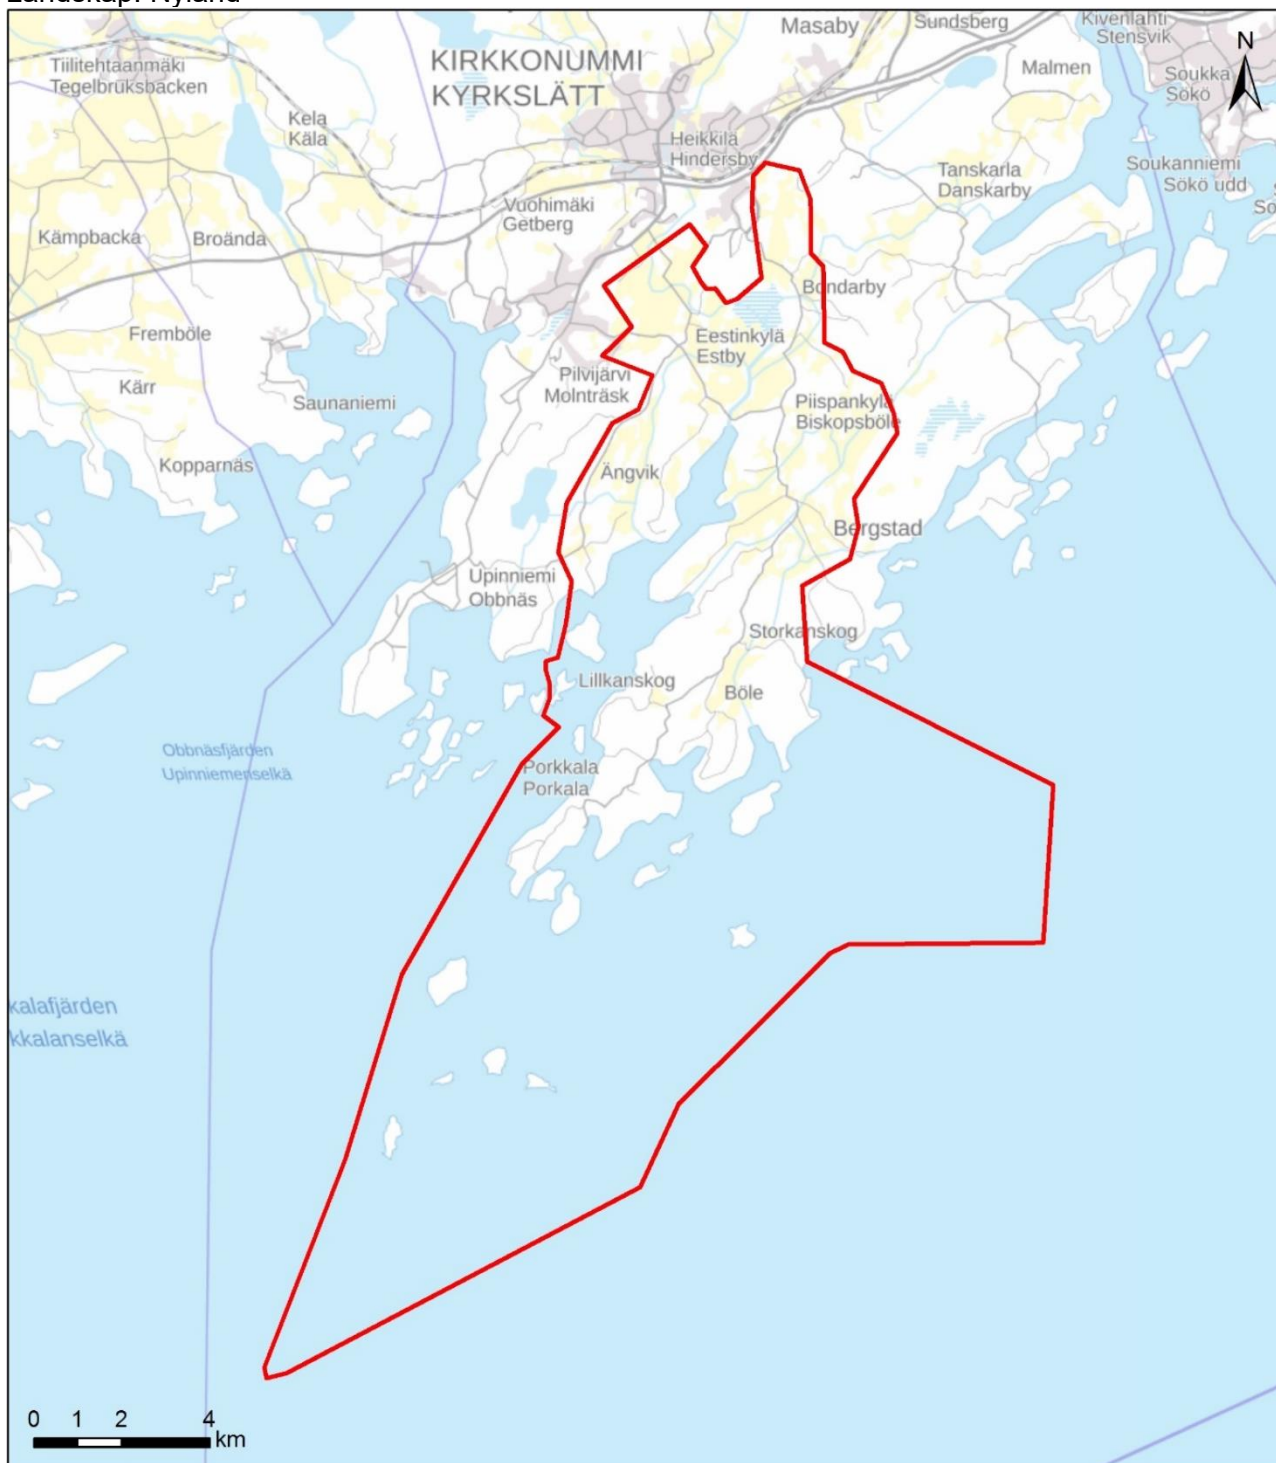 Landskap: Nyland
Masaby
Sundsberg
Kivenlahti
Stensvik
N
KIRKKONUMMI
KYRKSLÄTT
Tiilitehtaanmäki
Tegelbruksbacken
Malmen
Soukka
Sökö
Kela
Käla
Heikkilä
Hindersby
Tanskarla
Danskarby
Soukanniemi
Sökö udd
Vuohimäki
Getberg
Kämpbacka
Broända
Bondarby
Fremböle
Eestinkylä
Estby
Pilvijärvi
Molnträsk
Kärr
Saunaniemi
Piispankylä
Biskopsböle
Kopparnäs
Ängvik
Bergstad
Upinniemi
Obbnäs
Storkanskog
Lillkanskog
Böle
Obbnäsfjärden
Upinniemenselkä
Porkkala
Porkala
kalafjärden
kkalanselkä
0 1 2 4
km